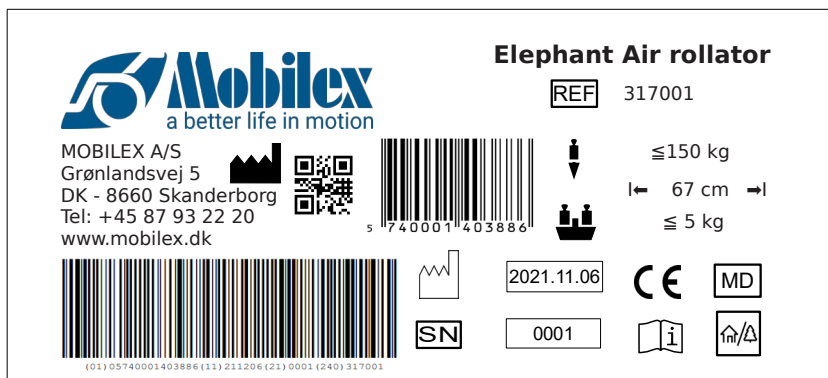 Mobilex
a better life in motion
Elephant Air rollator
REF 317001
MOBILEX A/S
Grønlandsvej 5
DK - 8660 Skanderborg
Tel: +45 87 93 22 20
www.mobilex.dk
5 740001 403886
≦150 kg
67 cm
≦ 5 kg
2021.11.06
CE
MD
SN
0001
i
(01)05740001403886(11)211206(21)0001(240)317001